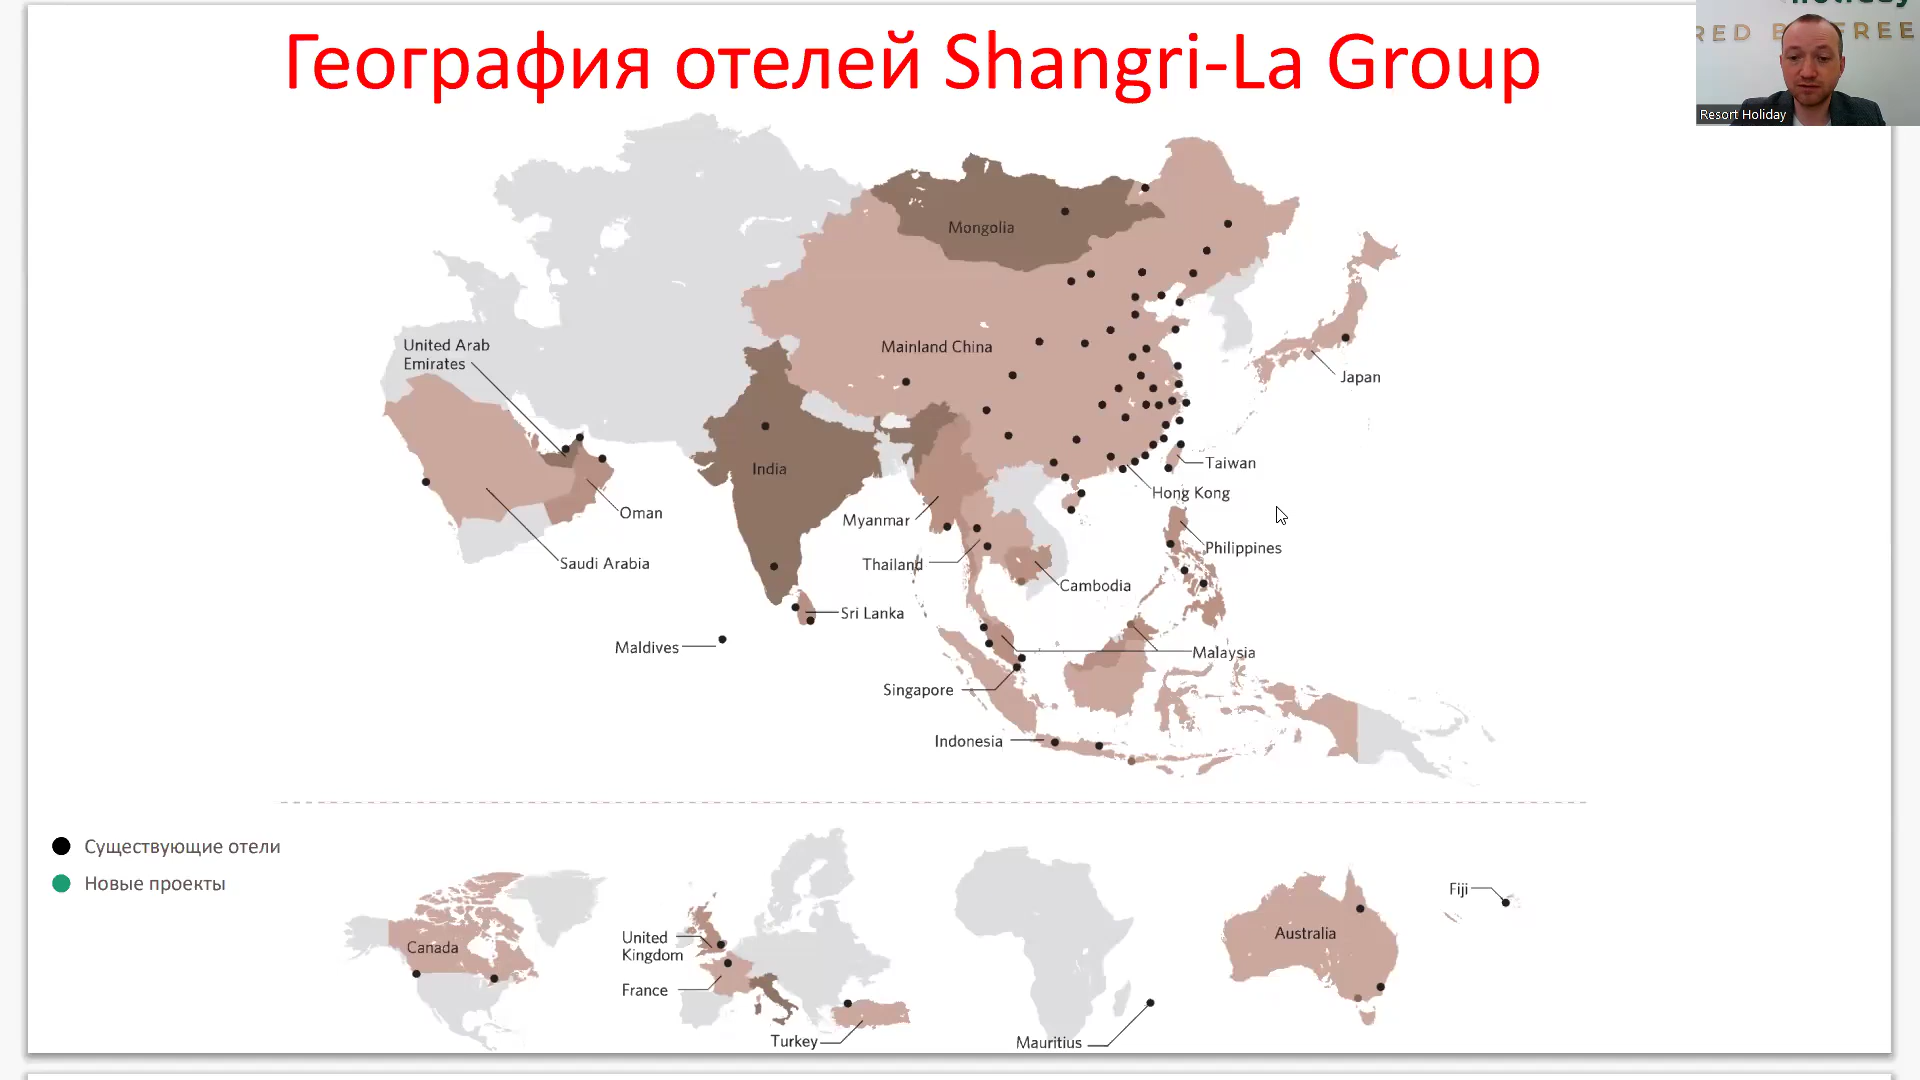 География отелей Shangri-La Group
RED
FREE
Resort Holiday
Mongolia
United Arab
Emirates
Mainland China
Japan
India
Taiwan
Hong Kong
Oman
Myanmar
Philippines
Saudi Arabia
Thailand
Cambodia
Sri Lanka
Maldives
Malaysia
Singapore
Indonesia
Существующие отели
Новые проекты
Canada
United
Kingdom
France
Turkey
Mauritius
Australia
Fiji